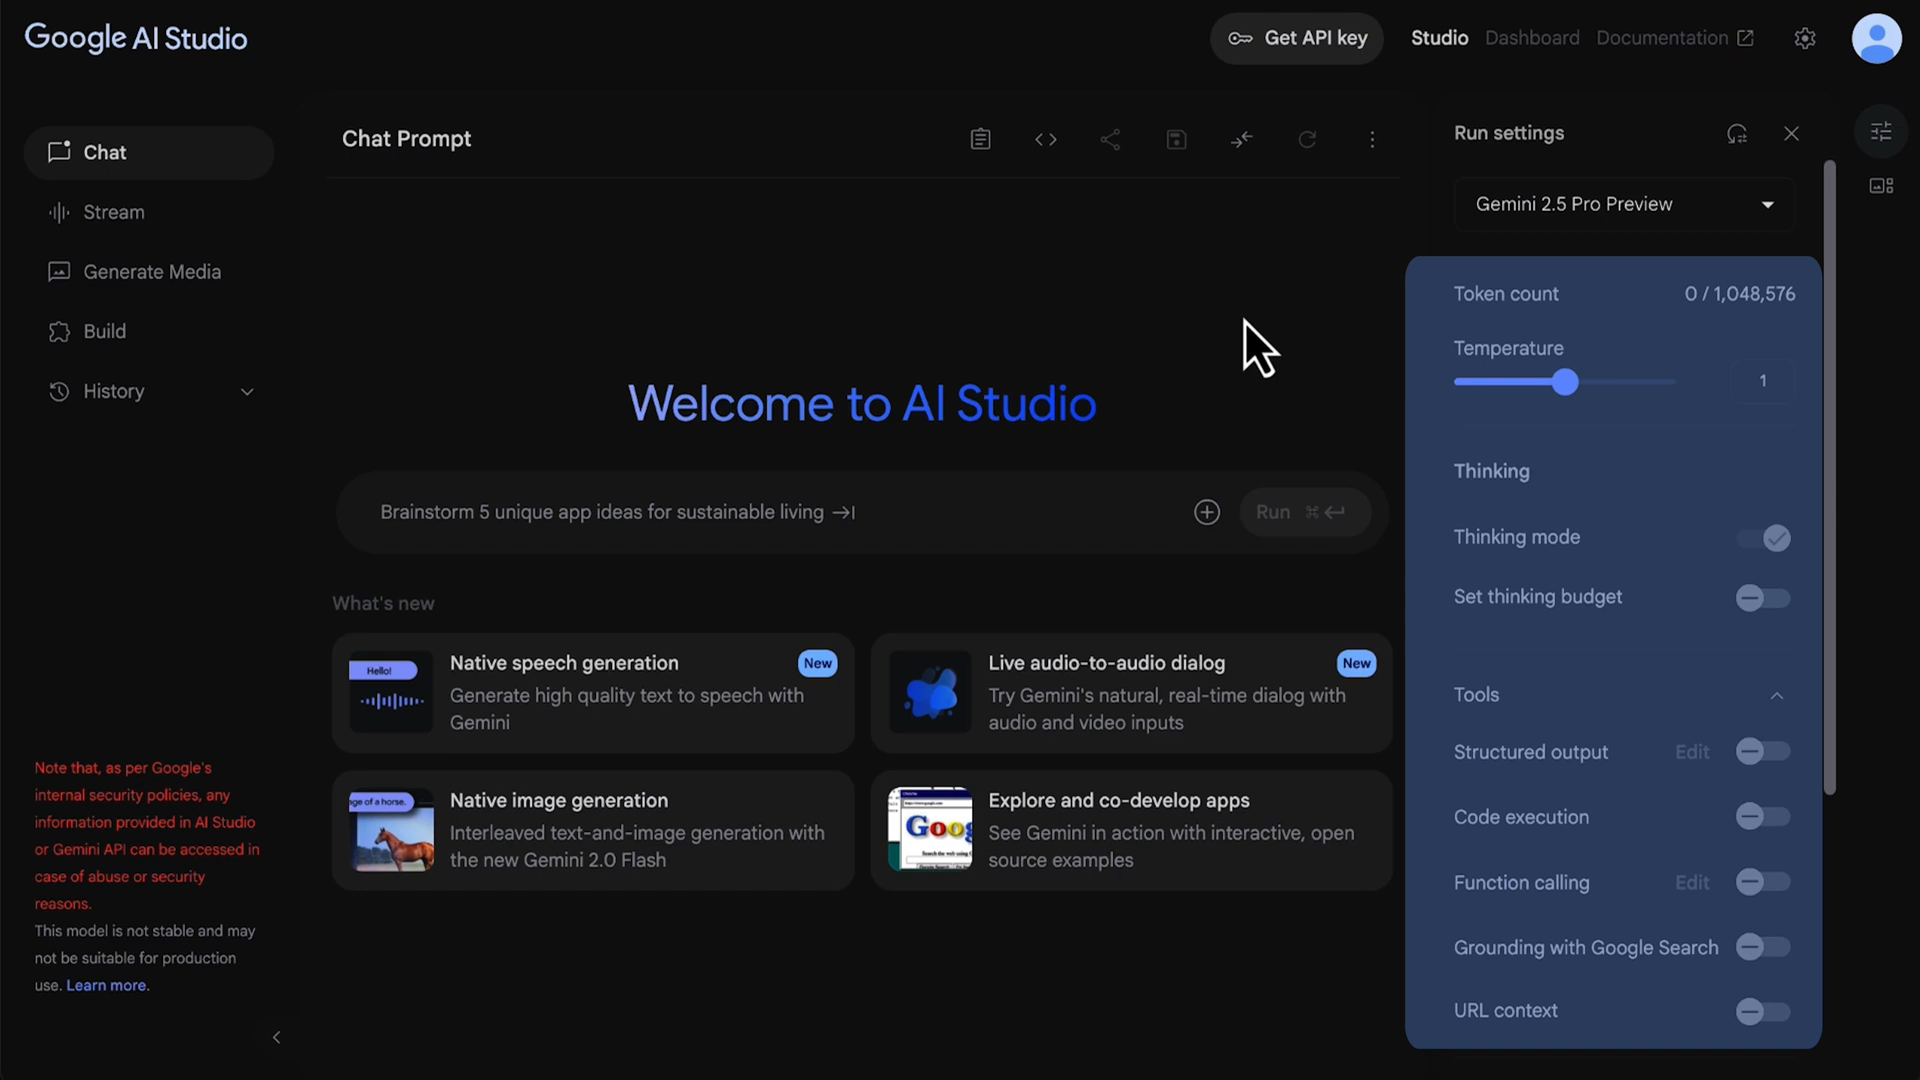 Google AI Studio
Get API key
Studio
Dashboard
Documentation
Chat
Stream
Generate Media
Build
History
Note that, as per Google's
internal security policies, any
information provided in AI Studio
or Gemini API can be accessed in
case of abuse or security
reasons.
This model is not stable and may
not be suitable for production
use. Learn more.
Chat Prompt
Welcome to AI Studio
Brainstorm 5 unique app ideas for sustainable living
Run ⌘
What's new
Hello!
Native speech generation
New
Generate high quality text to speech with
Gemini
Live audio-to-audio dialog
New
Try Gemini's natural, real-time dialog with
audio and video inputs
ge of a horse.
Native image generation
Interleaved text-and-image generation with
the new Gemini 2.0 Flash
Goog
Explore and co-develop apps
See Gemini in action with interactive, open
source examples
Run settings
Gemini 2.5 Pro Preview
Token count
0 / 1,048,576
Temperature
1
Thinking
Thinking mode
Set thinking budget
Tools
Structured output
Edit
Code execution
Function calling
Edit
Grounding with Google Search
URL context